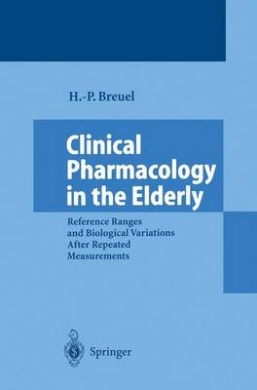 H.-P. Breuel
Clinical
Pharmacology
in the Elderly
Reference Ranges
and Biological Variations
After Repeated
Measurements
Springer